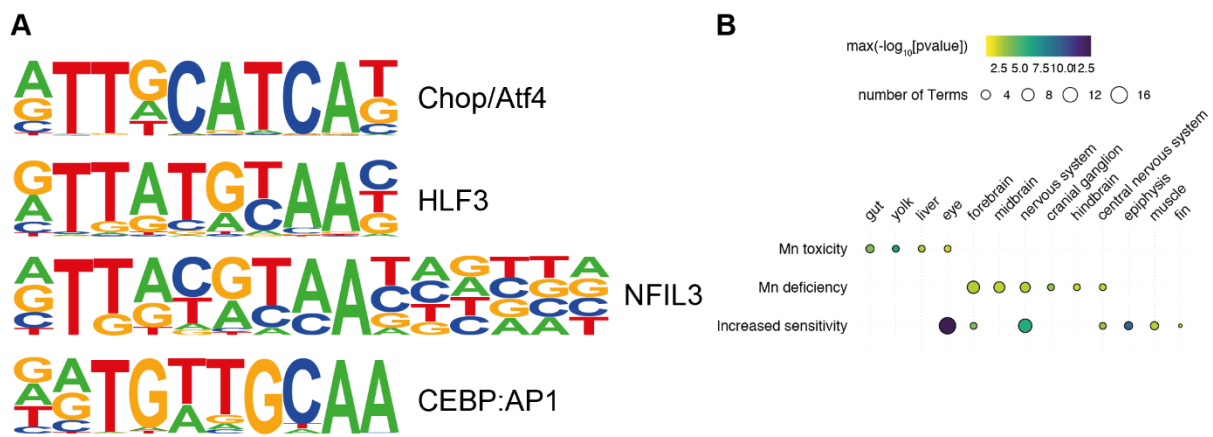 A
Chop/Atf4
HLF3
NFIL3
CEBP:AP1
B
max(-log10[pvalue])
2.5 5.0 7.5 10.0 12.5
number of Terms 4 8 12 16
gut
yolk
liver
eye
forebrain
midbrain
nervous system
cranial ganglion
hindbrain
central nervous system
epiphysis
muscle
fin
Mn toxicity
Mn deficiency
Increased sensitivity